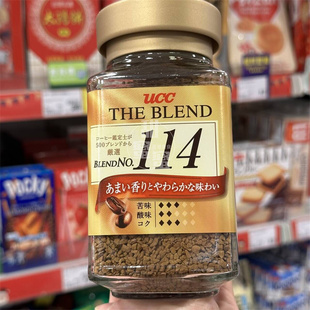 ucc
THE BLEND
コーヒー鑑定士が
500ブレンドから
厳選
BLEND NO. 114
あまい香りとやわらかな味わい
苦味
酸味
コク
POCKY